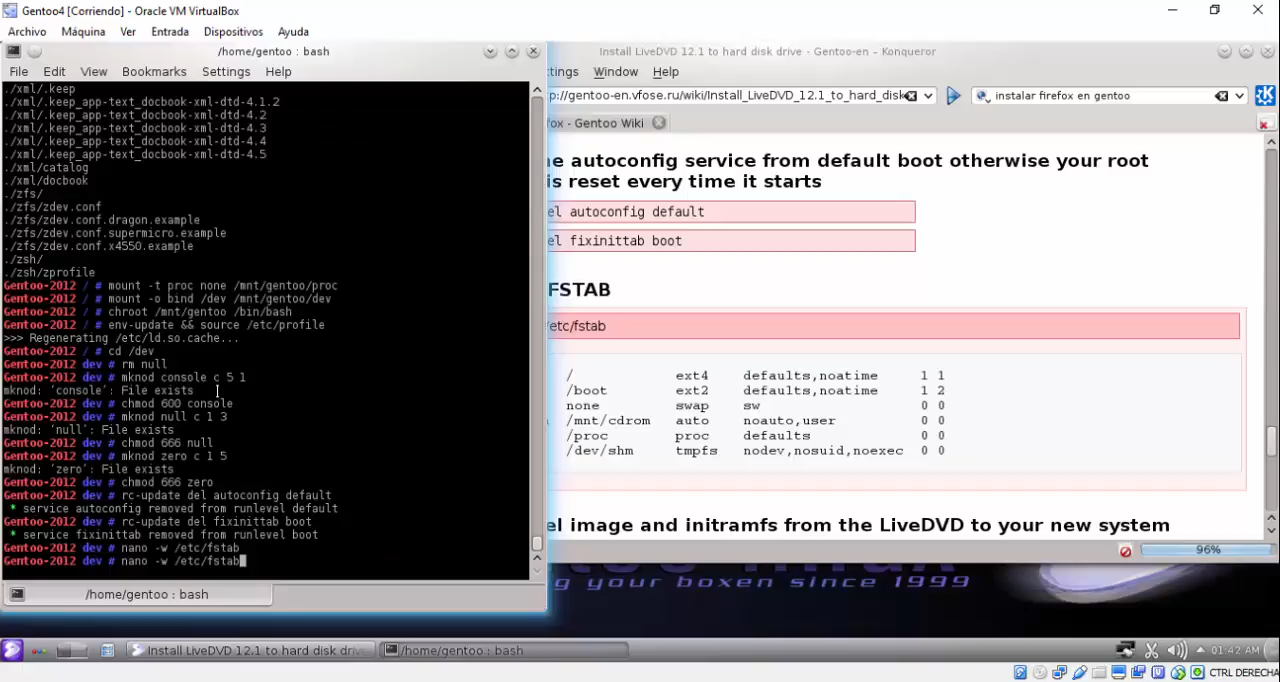 Gentoo4 [Corriendo] - Oracle VM VirtualBox
Archivo Máquina Ver Entrada Dispositivos Ayuda
/home/gentoo : bash
File Edit View Bookmarks Settings Help
./xml/.keep
./xml/.keep_app-text_docbook-xml-dtd-4.1.2
./xml/.keep_app-text_docbook-xml-dtd-4.2
./xml/.keep_app-text_docbook-xml-dtd-4.3
./xml/.keep_app-text_docbook-xml-dtd-4.4
./xml/.keep_app-text_docbook-xml-dtd-4.5
./xml/catalog
./xml/docbook
./zfs/
./zfs/zdev.conf
./zfs/zdev.conf.dragon.example
./zfs/zdev.conf.supermicro.example
./zfs/zdev.conf.x4550.example
./zsh/
./zsh/zprofile
Gentoo-2012 / # mount -t proc none /mnt/gentoo/proc
Gentoo-2012 / # mount -o bind /dev /mnt/gentoo/dev
Gentoo-2012 / # chroot /mnt/gentoo /bin/bash
Gentoo-2012 / # env-update && source /etc/profile
>>> Regenerating /etc/ld.so.cache...
Gentoo-2012 / # cd /dev
Gentoo-2012 dev # rm null
Gentoo-2012 dev # mknod console c 5 1
mknod: ‘console’: File exists
Gentoo-2012 dev # chmod 600 console
Gentoo-2012 dev # mknod null c 1 3
mknod: ‘null’: File exists
Gentoo-2012 dev # chmod 666 null
Gentoo-2012 dev # mknod zero c 1 5
mknod: ‘zero’: File exists
Gentoo-2012 dev # chmod 666 zero
Gentoo-2012 dev # rc-update del autoconfig default
* service autoconfig removed from runlevel default
Gentoo-2012 dev # rc-update del fixinittab boot
* service fixinittab removed from runlevel boot
Gentoo-2012 dev # nano -w /etc/fstab
Gentoo-2012 dev # nano -w /etc/fstab
/home/gentoo : bash
Install LiveDVD 12.1 to hard disk drive - Gentoo-en – Konqueror
ttings Window Help
p://gentoo-en.vfose.ru/wiki/Install_LiveDVD_12.1_to_hard_disk
instalar firefox en gentoo
fox - Gentoo Wiki
ne autoconfig service from default boot otherwise your root
is reset every time it starts
el autoconfig default
el fixinittab boot
FSTAB
etc/fstab
/ ext4 defaults,noatime 1 1
/boot ext2 defaults,noatime 1 2
none swap sw 0 0
/mnt/cdrom auto noauto,user 0 0
/proc proc defaults 0 0
/dev/shm tmpfs nodev,nosuid,noexec 0 0
el image and initramfs from the LiveDVD to your new system
96%
ng your boxen since 1999
Install LiveDVD 12.1 to hard disk drive
/home/gentoo : bash
01:42 AM
CTRL DERECHA